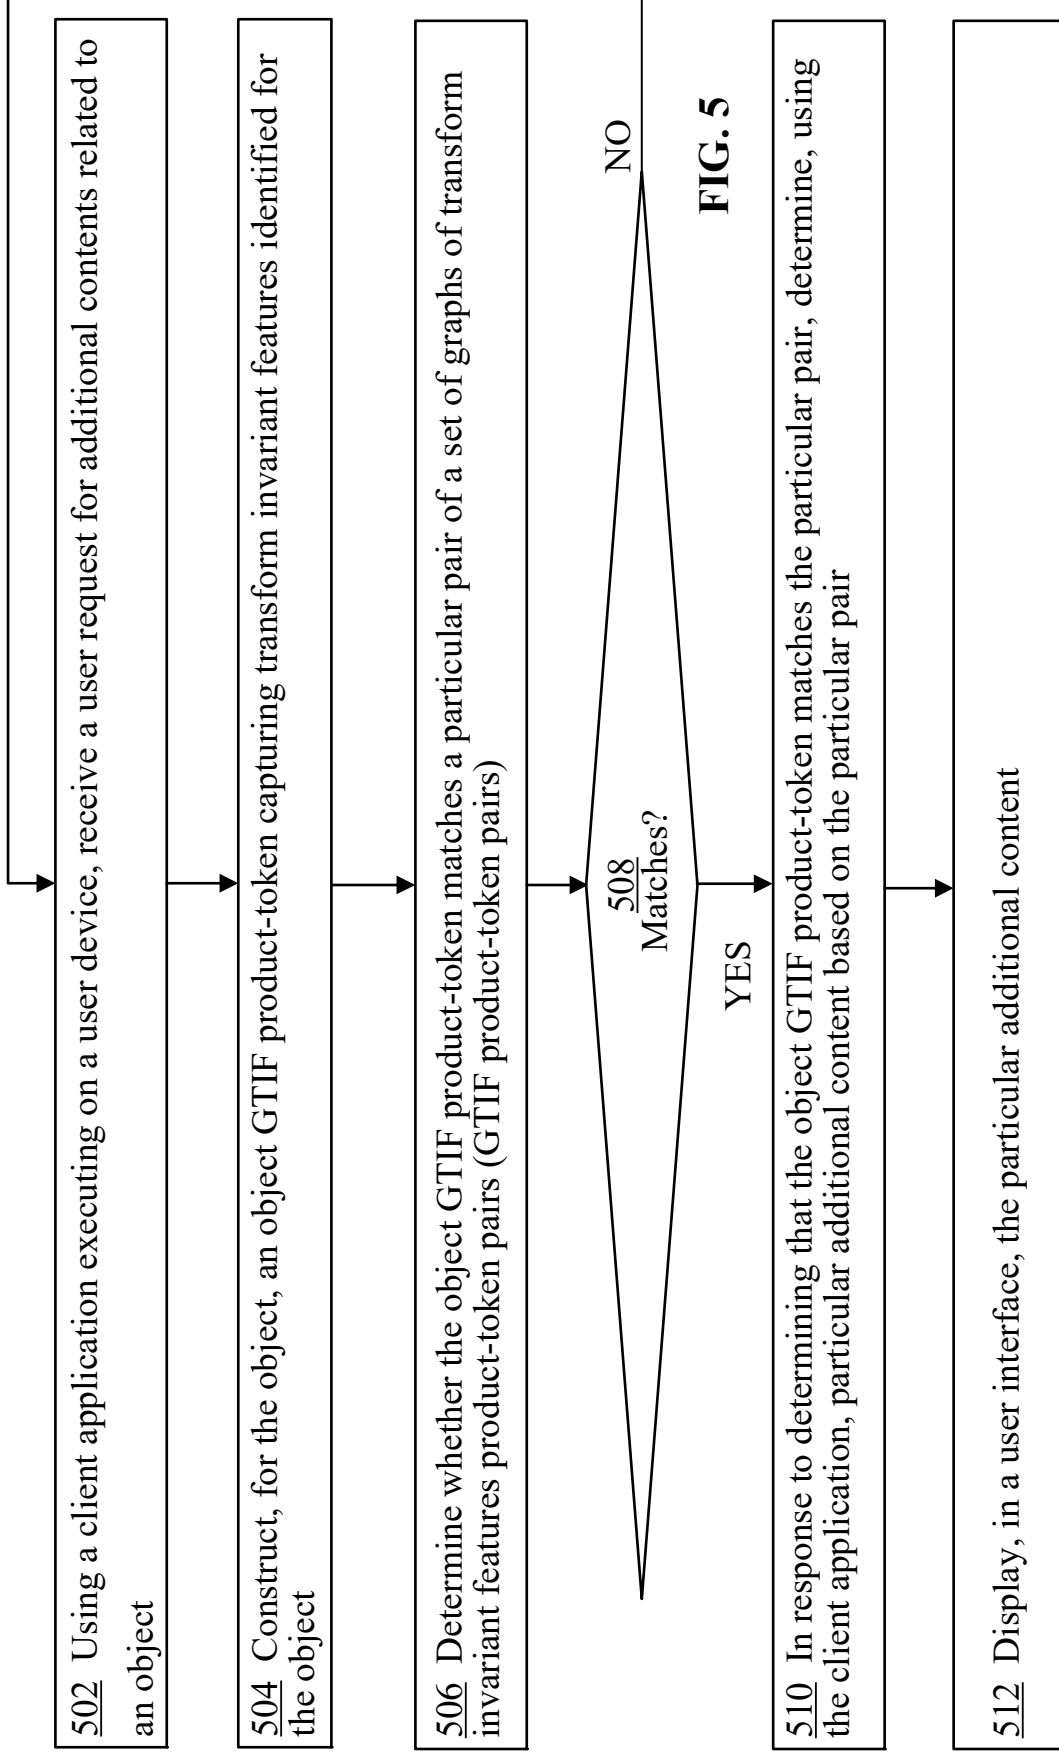 502 Using a client application executing on a user device, receive a user request for additional contents related to
an object
504 Construct, for the object, an object GTIF product-token capturing transform invariant features identified for
the object
506 Determine whether the object GTIF product-token matches a particular pair of a set of graphs of transform
invariant features product-token pairs (GTIF product-token pairs)
508
Matches?
NO
YES
FIG. 5
510 In response to determining that the object GTIF product-token matches the particular pair, determine, using
the client application, particular additional content based on the particular pair
512 Display, in a user interface, the particular additional content